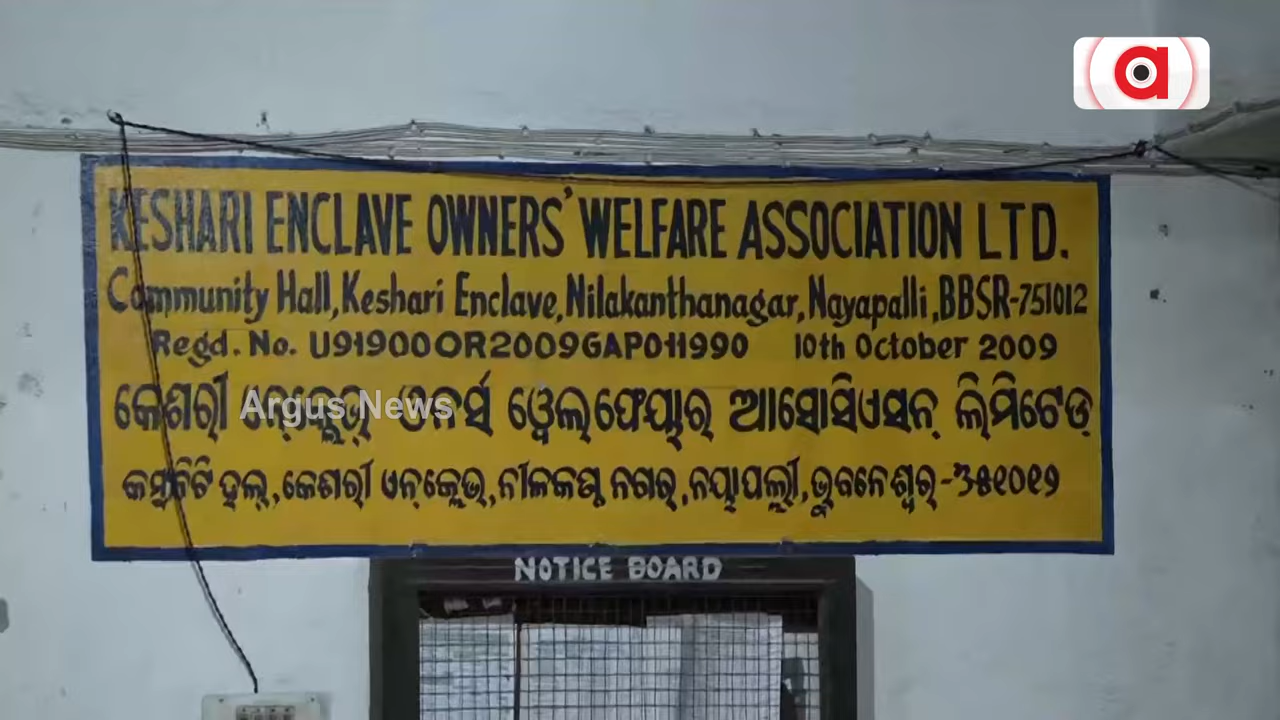 KESHARI ENCLAVE OWNERS' WELFARE ASSOCIATION LTD.
Community Hall, Keshari Enclave, Nilakanthanagar, Nayapalli, BBSR-751012
Regd. No. U91900OR2009GAP011990 10th October 2009
କେଶରୀ ଏନ୍‌କ୍ଲେଭ୍ ଓନର୍ସ ୱେଲ୍‌ଫେୟାର୍ ଆସୋସିଏସନ୍ ଲିମିଟେଡ୍
Argus News
କମ୍ୟୁନିଟି ହଲ୍, କେଶରୀ ଏନ୍‌କ୍ଲେଭ୍, ନୀଳକଣ୍ଠ ନଗର୍, ନୟାପଲ୍ଲୀ, ଭୁବନେଶ୍ୱର୍ -୭୫୧୦୧୨
NOTICE BOARD